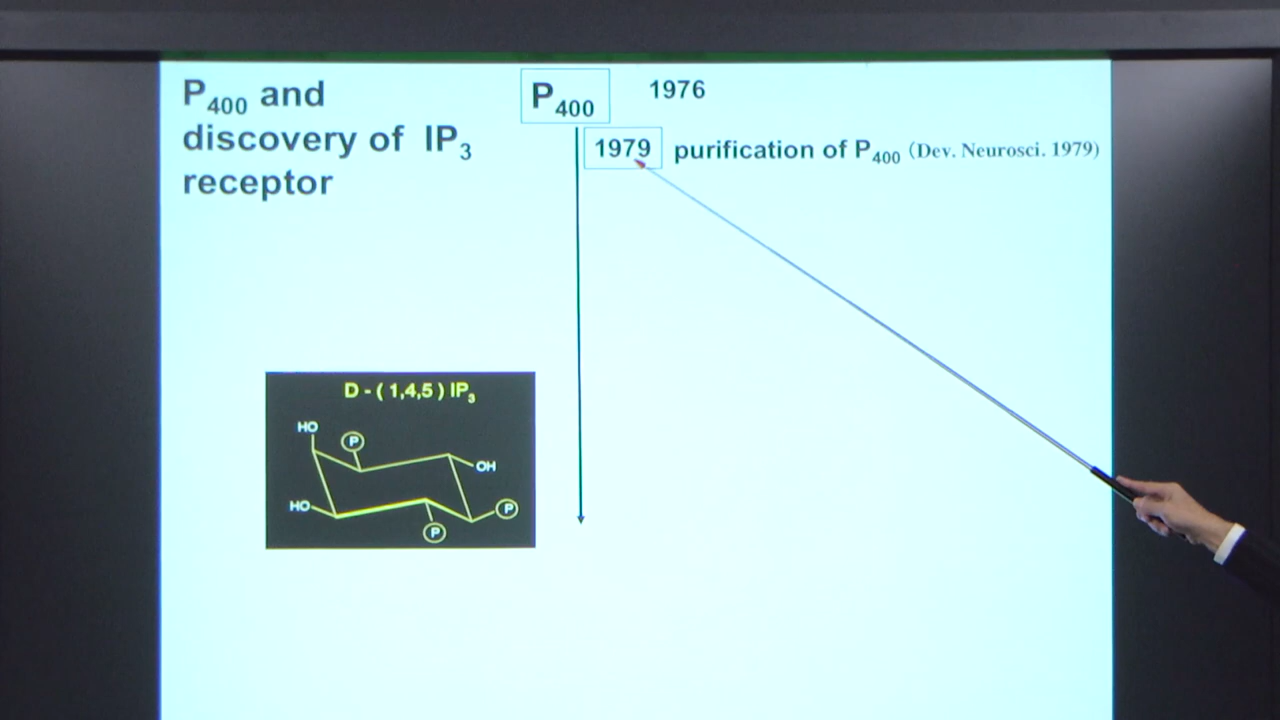 P400 and
discovery of IP3
receptor
P400 1976
1979 purification of P400 (Dev. Neurosci. 1979)
D - ( 1,4,5 ) IP3
HO
P
OH
HO
P
P